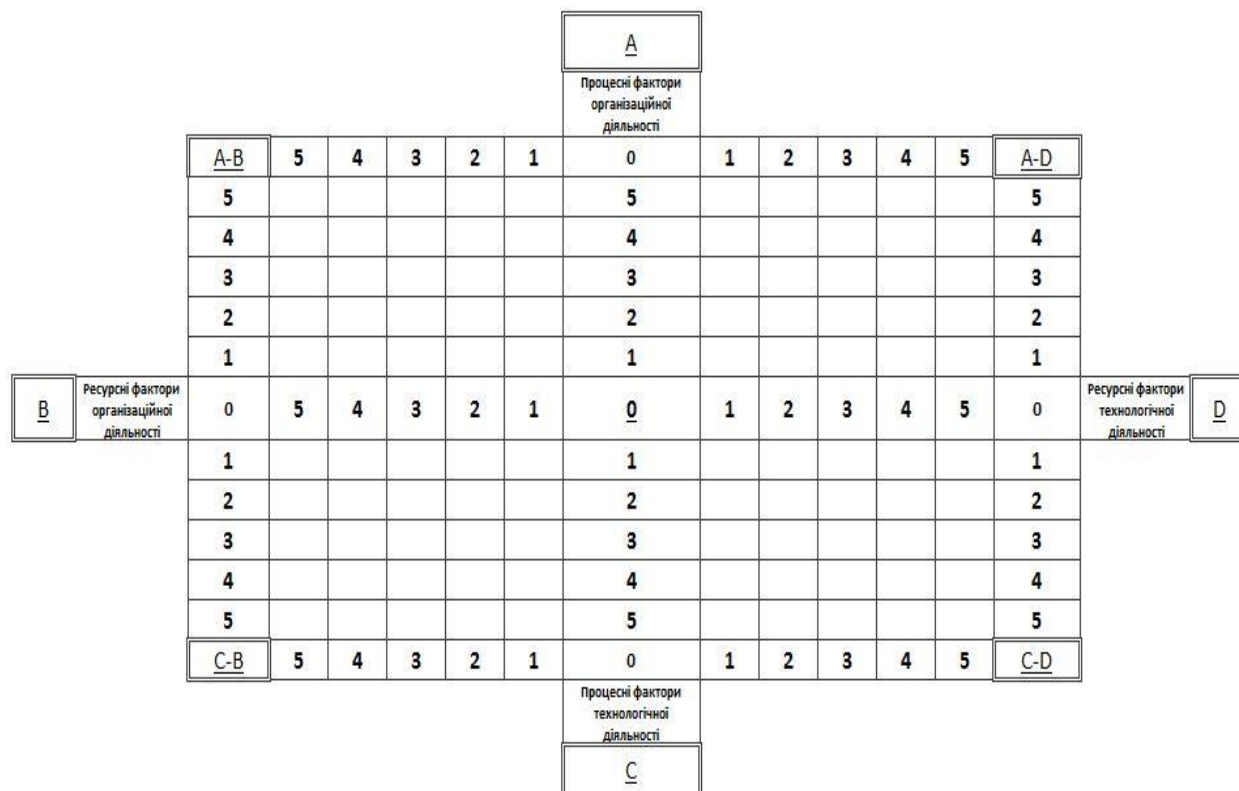 A
Процесні фактори
організаційної
діяльності
A-B 5 4 3 2 1 0 1 2 3 4 5 A-D
5 5 5
4 4 4
3 3 3
2 2 2
1 1 1
B Ресурсні фактори організаційної діяльності 0 5 4 3 2 1 0 1 2 3 4 5 0 Ресурсні фактори технологічної діяльності D
1 1 1
2 2 2
3 3 3
4 4 4
5 5 5
C-B 5 4 3 2 1 0 1 2 3 4 5 C-D
Процесні фактори
технологічної
діяльності
C